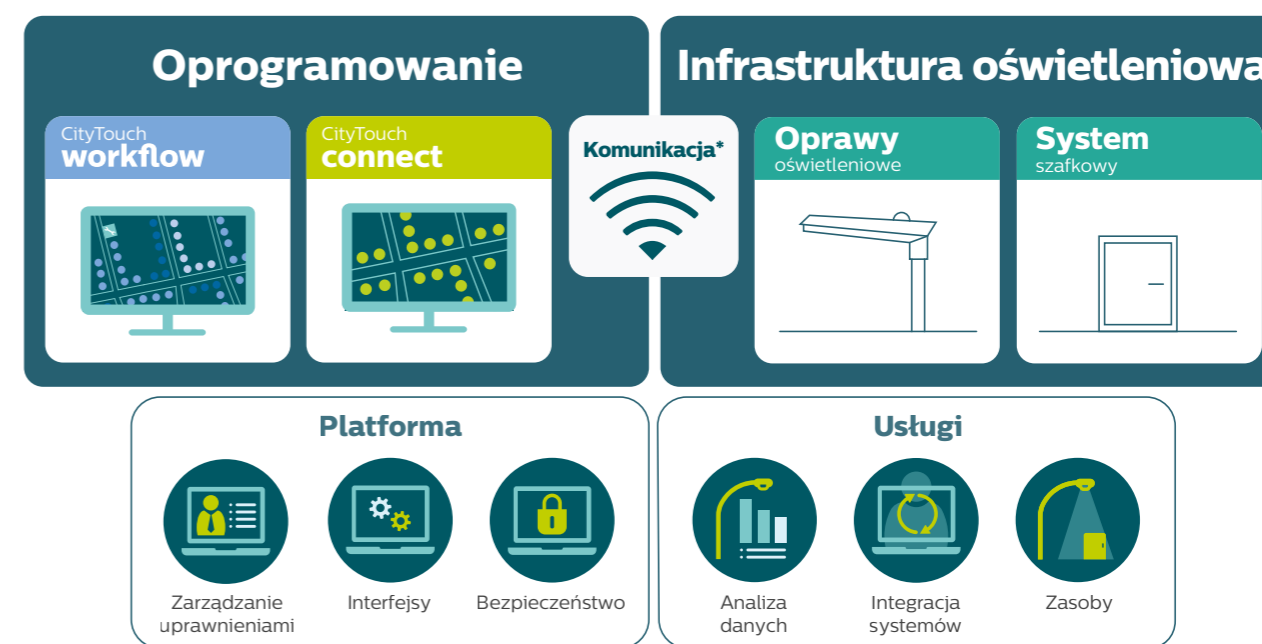 Oprogramowanie
CityTouch
workflow
CityTouch
connect
Komunikacja*
Infrastruktura oświetleniowa
Oprawy
oświetleniowe
System
szafkowy
Platforma
Zarządzanie
uprawnieniami
Interfejsy
Bezpieczeństwo
Usługi
Analiza
danych
Integracja
systemów
Zasoby